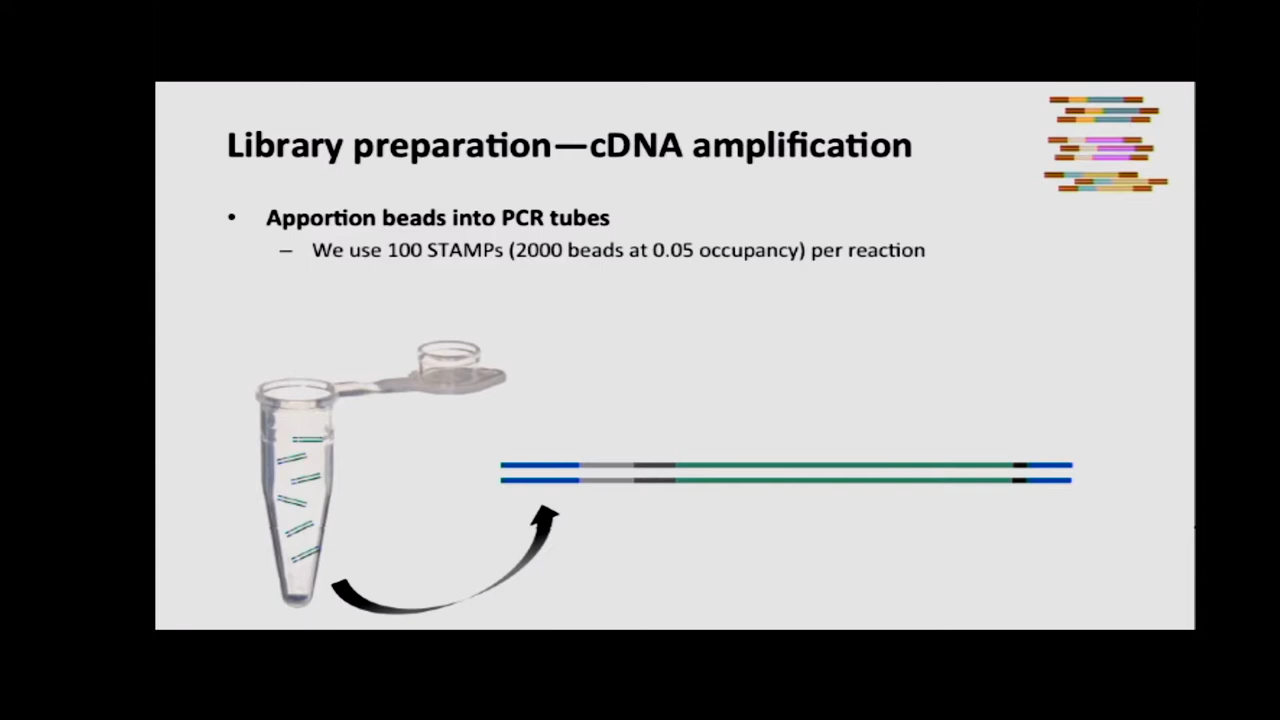 Library preparation—cDNA amplification
• Apportion beads into PCR tubes
– We use 100 STAMPs (2000 beads at 0.05 occupancy) per reaction